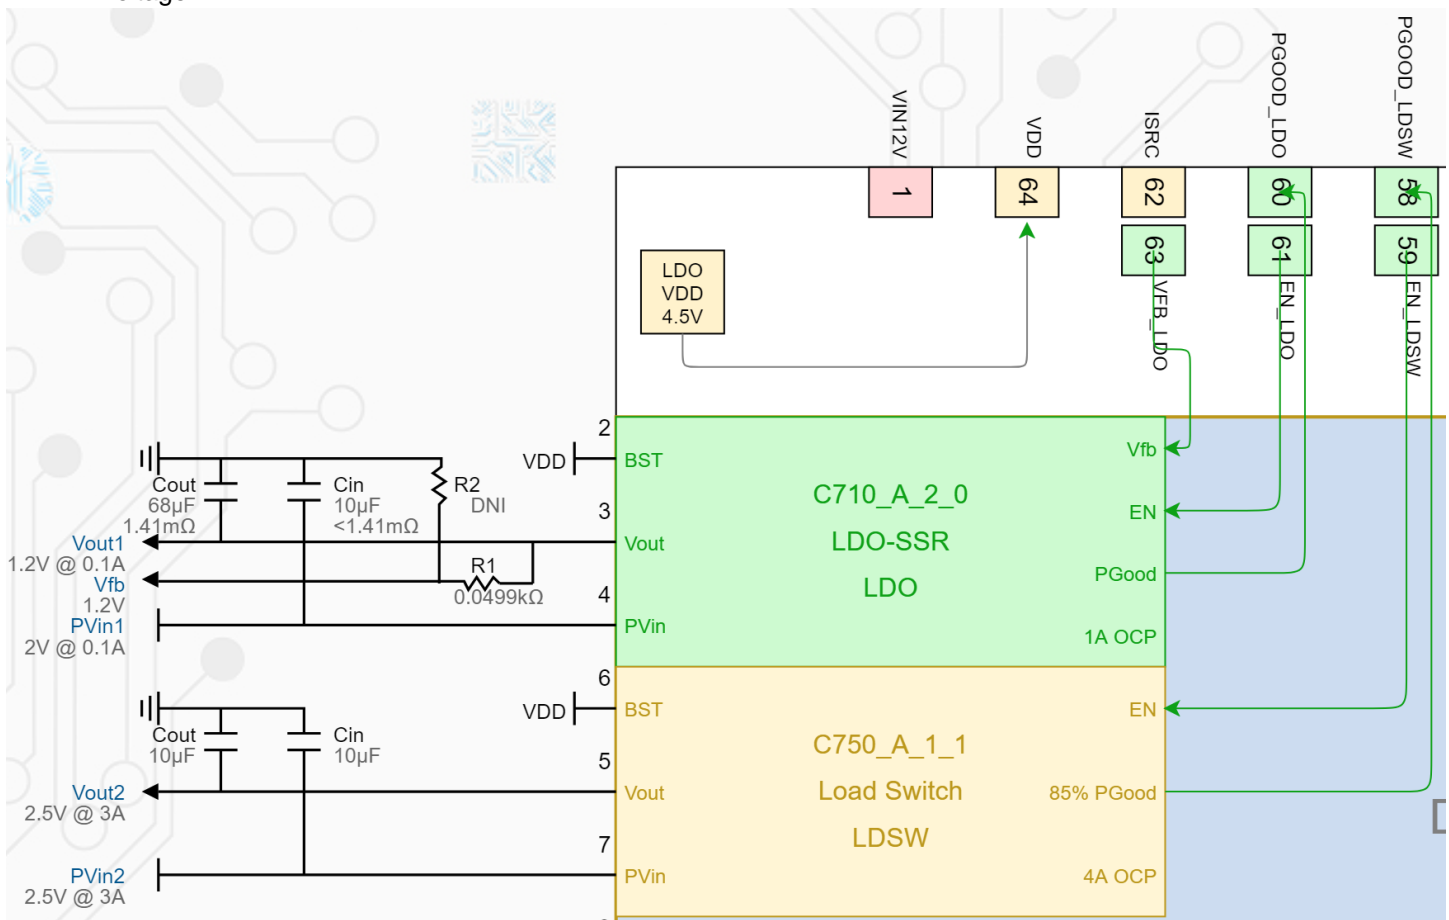 VIN12V
VDD
ISRC
PGOOD_LDO
PGOOD_LDSW
1
64
62
60
58
63
61
59
VFB_LDO
EN_LDO
EN_LDSW
LDO
VDD
4.5V
2
VDD
BST
Vfb
Cout
68µF
1.41mΩ
Cin
10µF
<1.41mΩ
R2
DNI
C710_A_2_0
LDO-SSR
LDO
3
EN
Vout1
1.2V @ 0.1A
Vout
R1
0.0499kΩ
Vfb
1.2V
PGood
4
PVin1
2V @ 0.1A
PVin
1A OCP
6
VDD
BST
EN
Cout
10µF
Cin
10µF
C750_A_1_1
Load Switch
LDSW
5
Vout2
2.5V @ 3A
Vout
85% PGood
7
PVin2
2.5V @ 3A
PVin
4A OCP